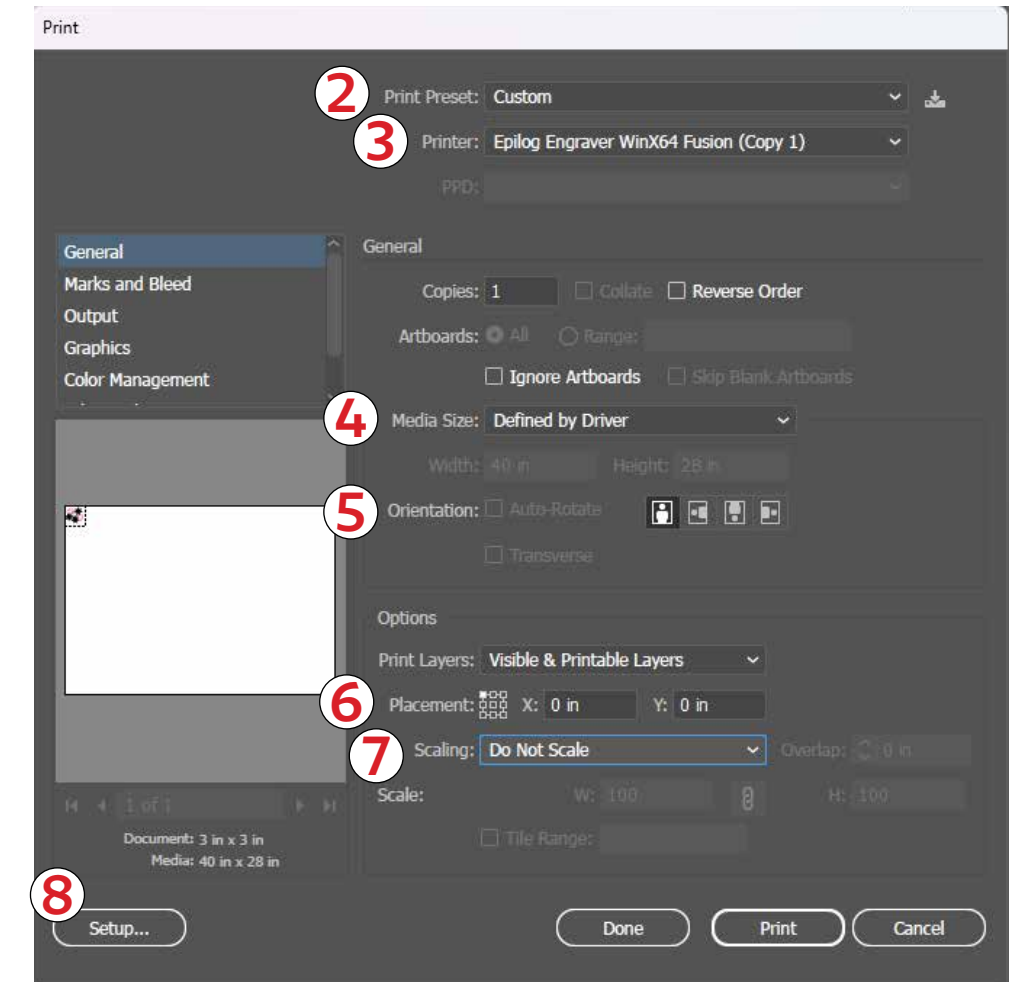 Print
2 Print Preset: Custom
3 Printer: Epilog Engraver WinX64 Fusion (Copy 1)
PPD:
General
Marks and Bleed
Output
Graphics
Color Management
General
Copies: 1 Collate Reverse Order
Artboards: All Range:
Ignore Artboards Skip Blank Artboards
4 Media Size: Defined by Driver
Width: 40 in Height: 28 in
5 Orientation: Auto-Rotate
Transverse
Options
Print Layers: Visible & Printable Layers
6 Placement: X: 0 in Y: 0 in
7 Scaling: Do Not Scale Overlap: 0 in
Scale: W: 100 H: 100
Tile Range:
1 of 1
Document: 3 in x 3 in
Media: 40 in x 28 in
8
Setup... Done Print Cancel